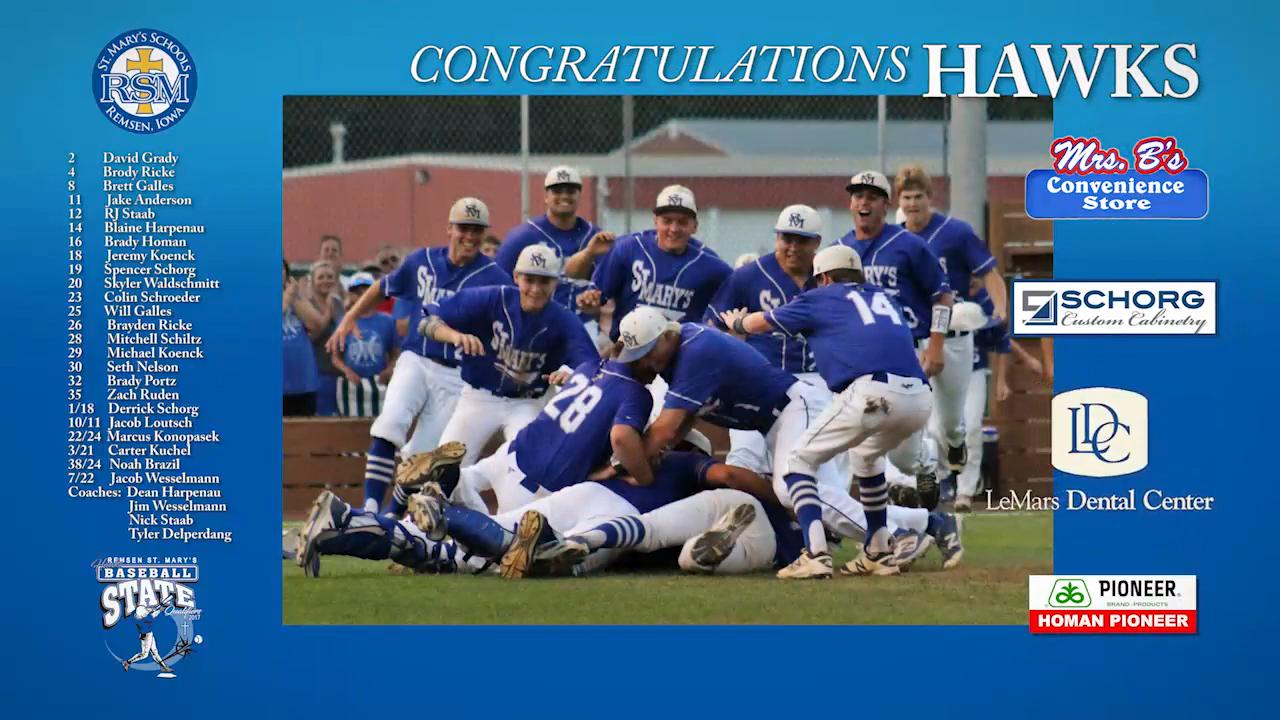 ST. MARY'S SCHOOLS
RSM
REMSEN, IOWA
CONGRATULATIONS HAWKS
2 David Grady
4 Brody Ricke
8 Brett Galles
11 Jake Anderson
12 RJ Staab
14 Blaine Harpenau
16 Brady Homan
18 Jeremy Koenck
19 Spencer Schorg
20 Skyler Waldschmitt
23 Colin Schroeder
25 Will Galles
26 Brayden Ricke
28 Mitchell Schiltz
29 Michael Koenck
30 Seth Nelson
32 Brady Portz
35 Zach Ruden
1/18 Derrick Schorg
10/11 Jacob Loutsch
22/24 Marcus Konopasek
3/21 Carter Kuchel
38/24 Noah Brazil
7/22 Jacob Wesselmann
Coaches: Dean Harpenau
Jim Wesselmann
Nick Staab
Tyler Delperdang
REMSEN ST. MARY'S
Hawks
BASEBALL
STATE
Qualifiers
2017
ST. MARY'S
ST. MARY'S
14
28
Mrs. B's
Convenience
Store
SCHORG
Custom Cabinetry
LDC
LeMars Dental Center
PIONEER
BRAND · PRODUCTS
HOMAN PIONEER